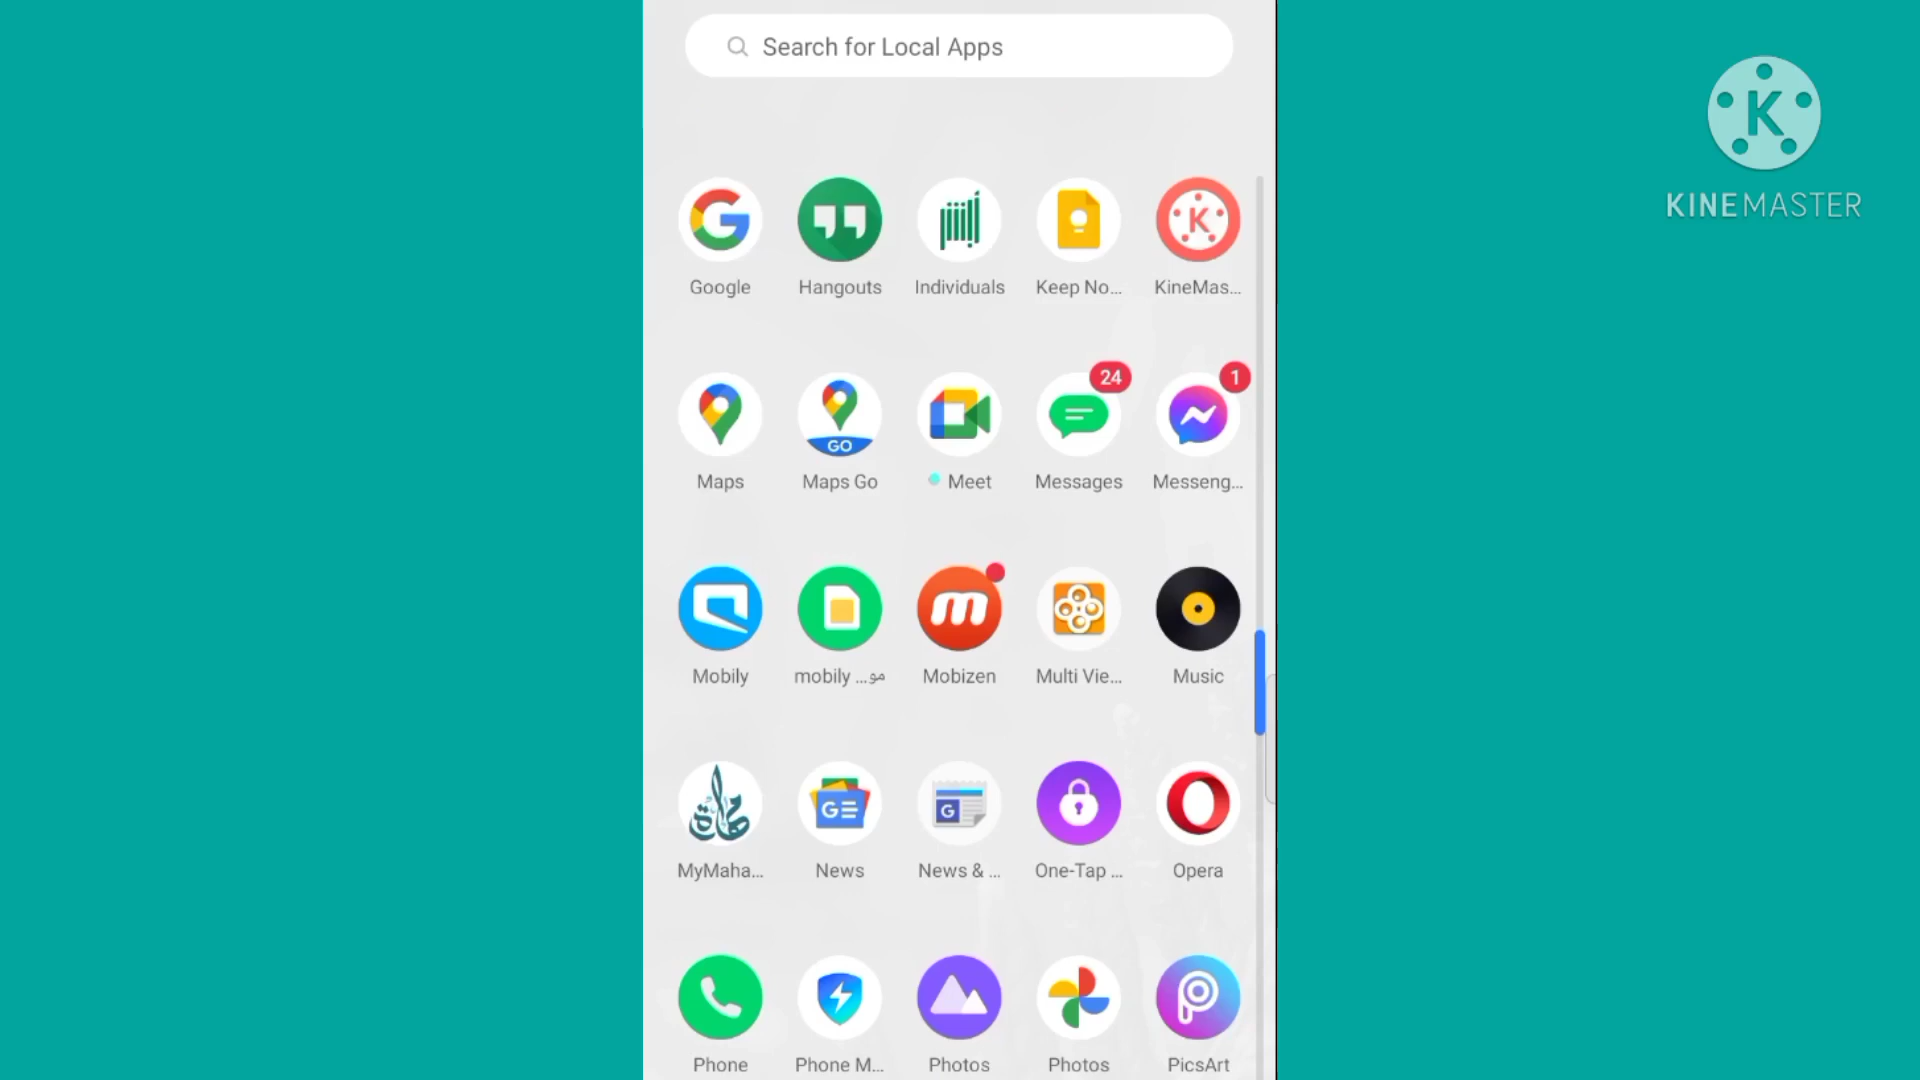 Search for Local Apps
KINEMASTER
Google Hangouts Individuals Keep No... KineMas...
GO
24
1
Maps Maps Go Meet Messages Messeng...
Mobily mobily ...مو Mobizen Multi Vie... Music
MyMaha... News News & ... One-Tap ... Opera
Phone Phone M... Photos Photos PicsArt